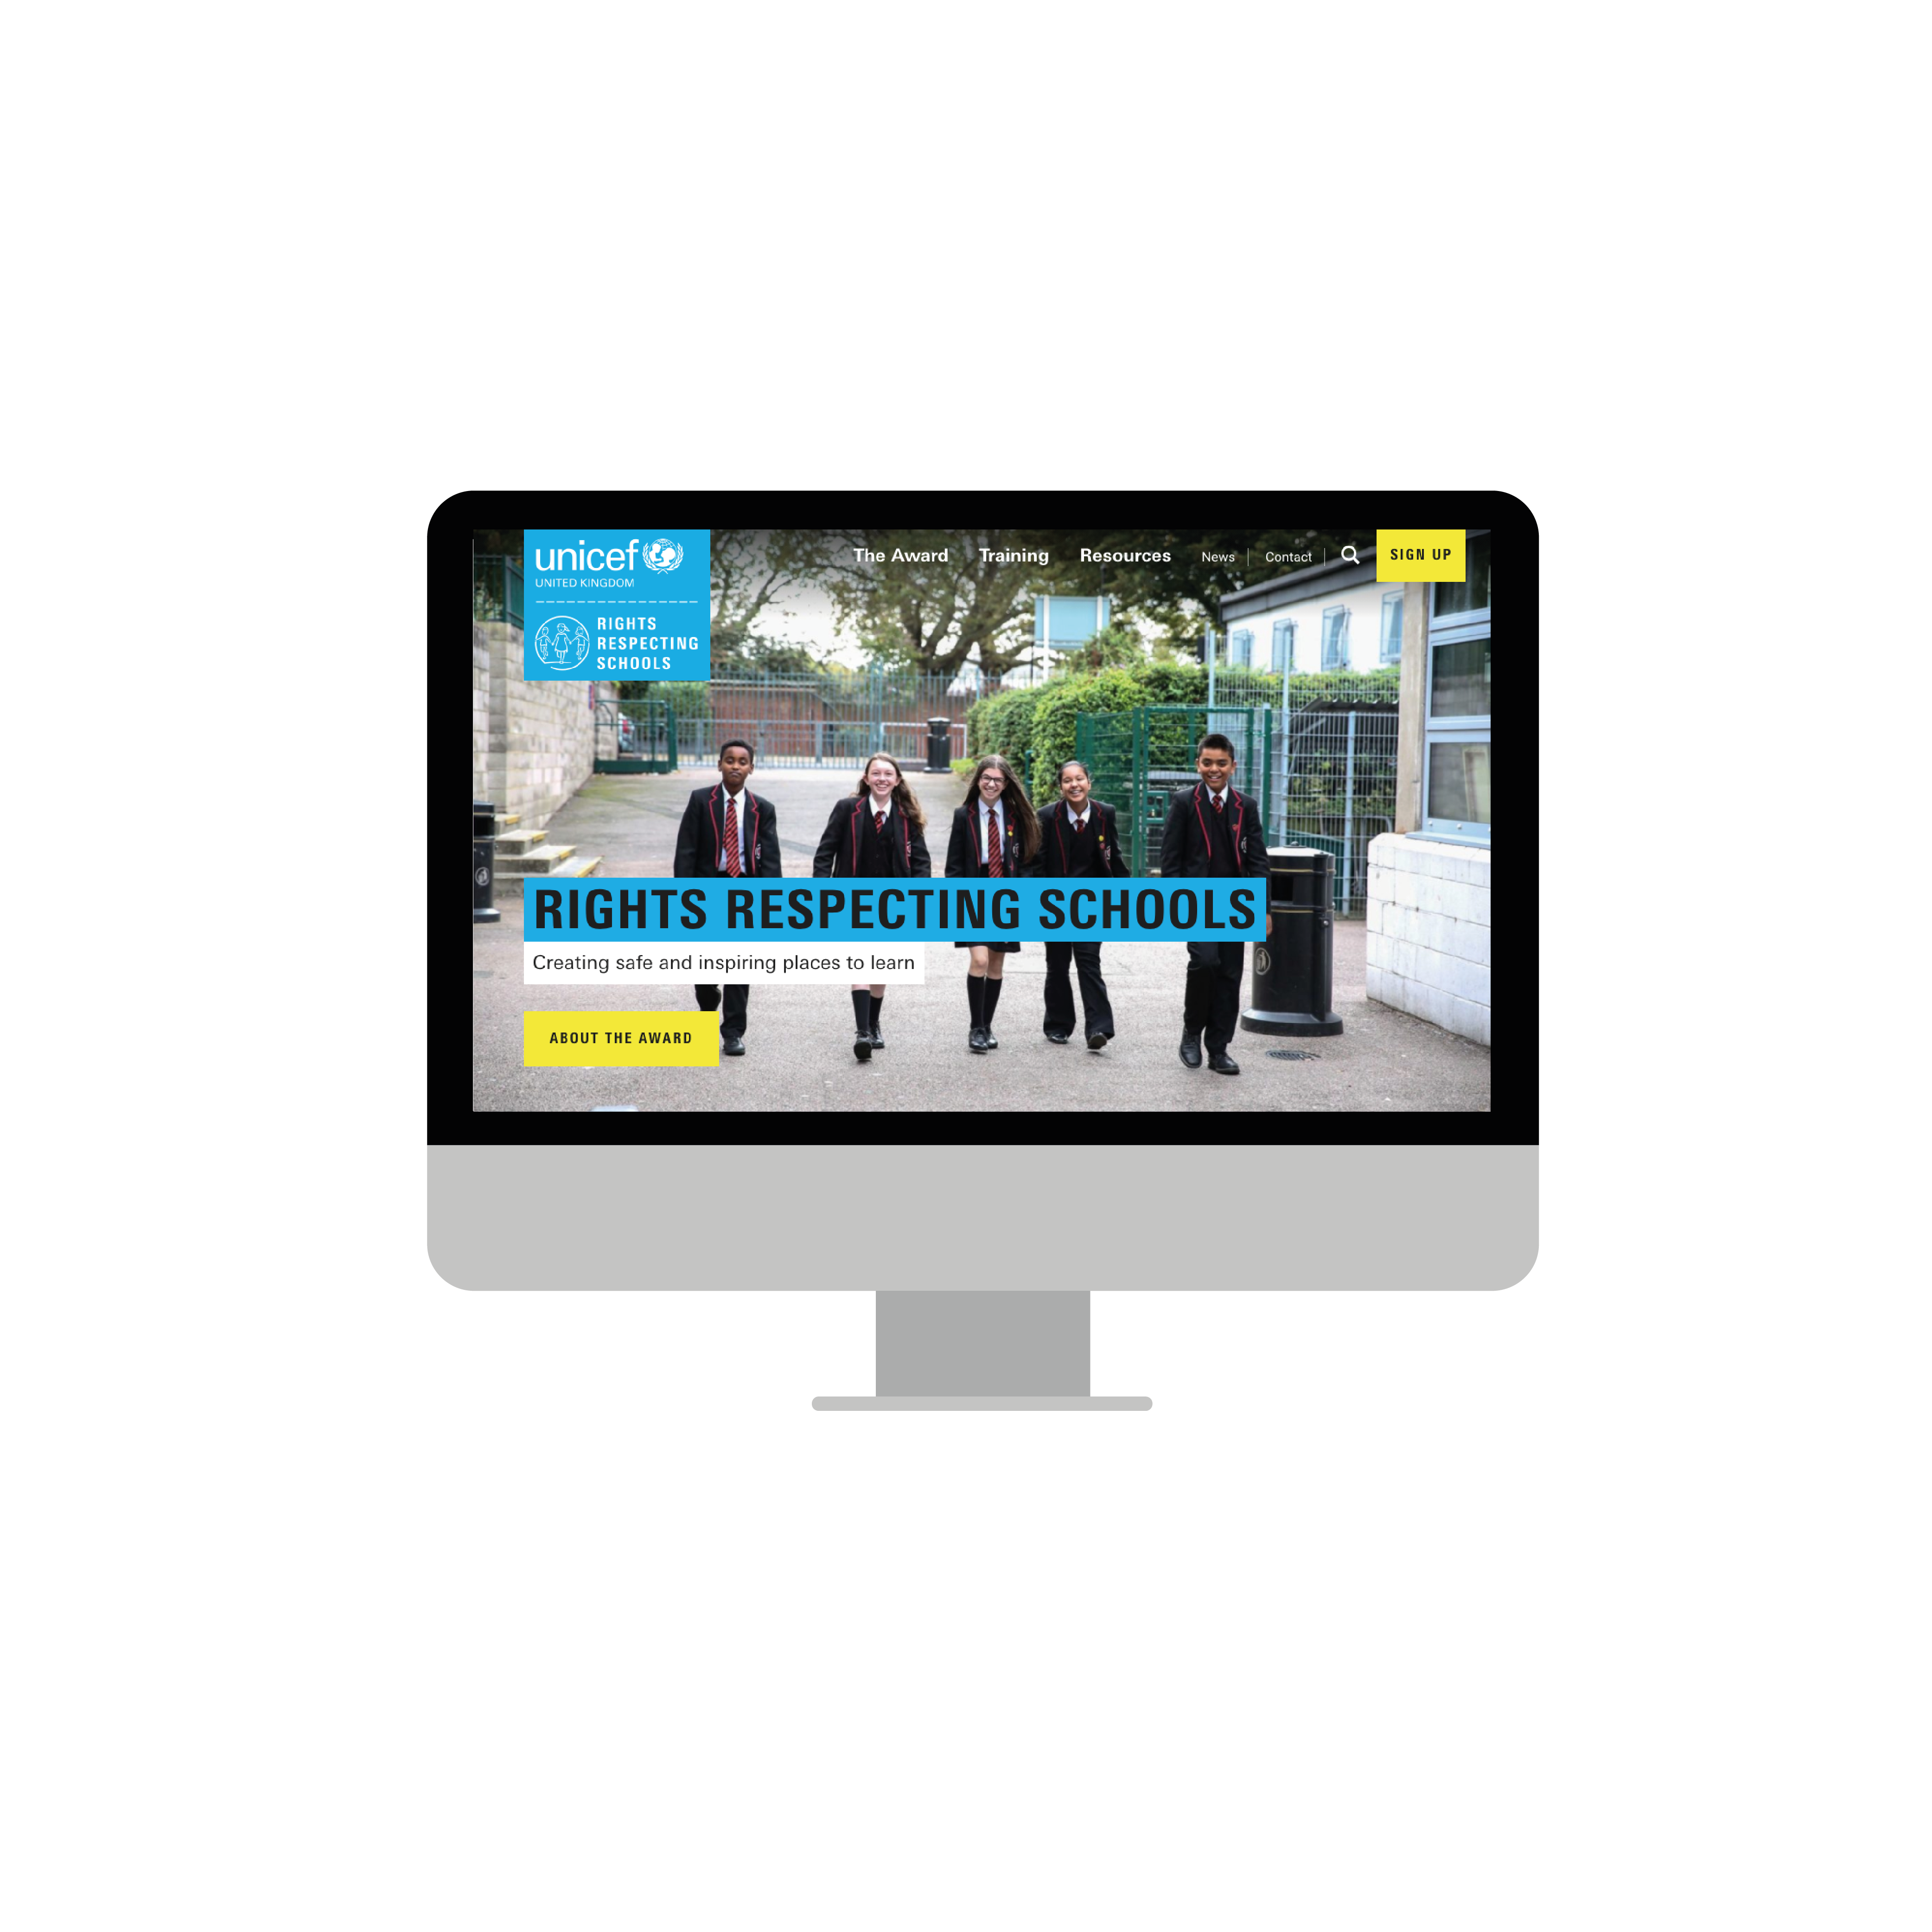 unicef
UNITED KINGDOM
RIGHTS
RESPECTING
SCHOOLS
The Award Training Resources News Contact SIGN UP
RIGHTS RESPECTING SCHOOLS
Creating safe and inspiring places to learn
ABOUT THE AWARD